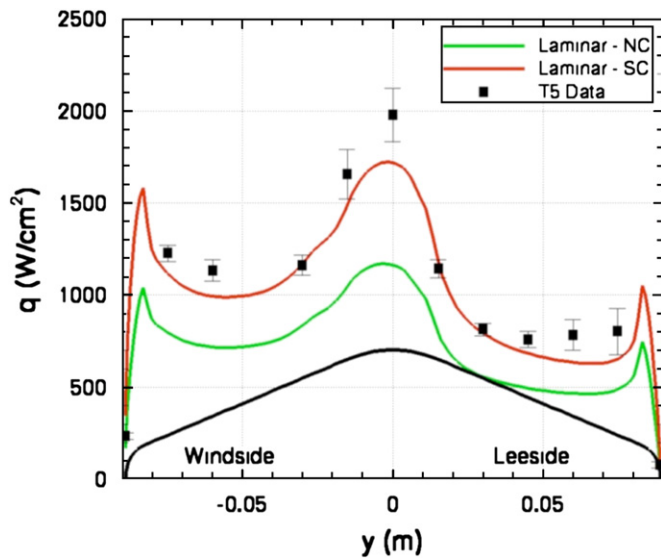 2500
Laminar - NC
Laminar - SC
T5 Data
2000
1500
1000
500
0
q (W/cm²)
Windside
Leeside
-0.05
0
0.05
y (m)